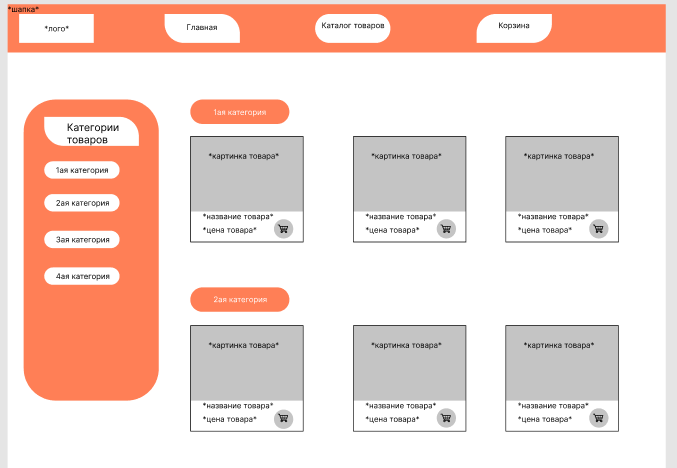 *шапка*
*лого*
Главная
Каталог товаров
Корзина
Категории
товаров
1ая категория
2ая категория
3ая категория
4ая категория
1ая категория
*картинка товара*
*название товара*
*цена товара*
*картинка товара*
*название товара*
*цена товара*
*картинка товара*
*название товара*
*цена товара*
2ая категория
*картинка товара*
*название товара*
*цена товара*
*картинка товара*
*название товара*
*цена товара*
*картинка товара*
*название товара*
*цена товара*